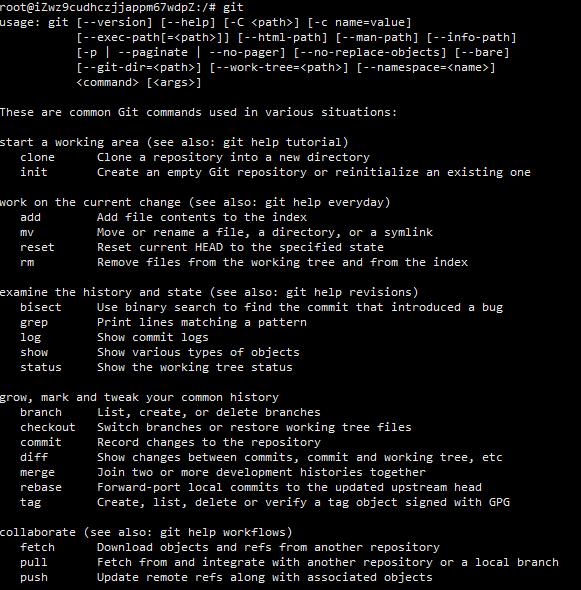 root@iZwz9cudhczjjappm67wdpZ:/# git
usage: git [--version] [--help] [-C <path>] [-c name=value]
           [--exec-path[=<path>]] [--html-path] [--man-path] [--info-path]
           [-p | --paginate | --no-pager] [--no-replace-objects] [--bare]
           [--git-dir=<path>] [--work-tree=<path>] [--namespace=<name>]
           <command> [<args>]

These are common Git commands used in various situations:

start a working area (see also: git help tutorial)
   clone      Clone a repository into a new directory
   init       Create an empty Git repository or reinitialize an existing one

work on the current change (see also: git help everyday)
   add        Add file contents to the index
   mv         Move or rename a file, a directory, or a symlink
   reset      Reset current HEAD to the specified state
   rm         Remove files from the working tree and from the index

examine the history and state (see also: git help revisions)
   bisect     Use binary search to find the commit that introduced a bug
   grep       Print lines matching a pattern
   log        Show commit logs
   show       Show various types of objects
   status     Show the working tree status

grow, mark and tweak your common history
   branch     List, create, or delete branches
   checkout   Switch branches or restore working tree files
   commit     Record changes to the repository
   diff       Show changes between commits, commit and working tree, etc
   merge      Join two or more development histories together
   rebase     Forward-port local commits to the updated upstream head
   tag        Create, list, delete or verify a tag object signed with GPG

collaborate (see also: git help workflows)
   fetch      Download objects and refs from another repository
   pull       Fetch from and integrate with another repository or a local branch
   push       Update remote refs along with associated objects